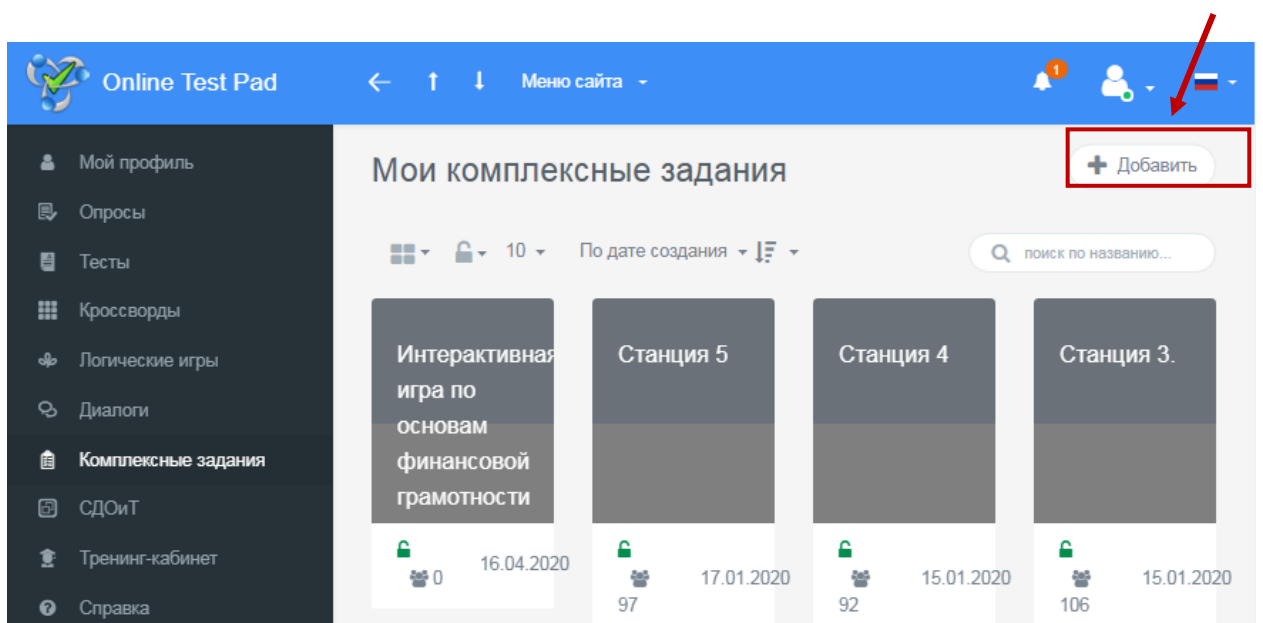 Online Test Pad
Меню сайта
1
Мой профиль
Опросы
Тесты
Кроссворды
Логические игры
Диалоги
Комплексные задания
СДОиТ
Тренинг-кабинет
Справка
Мои комплексные задания
Добавить
10
По дате создания
поиск по названию...
Интерактивная
игра по
основам
финансовой
грамотности
0
16.04.2020
Станция 5
97
17.01.2020
Станция 4
92
15.01.2020
Станция 3.
106
15.01.2020